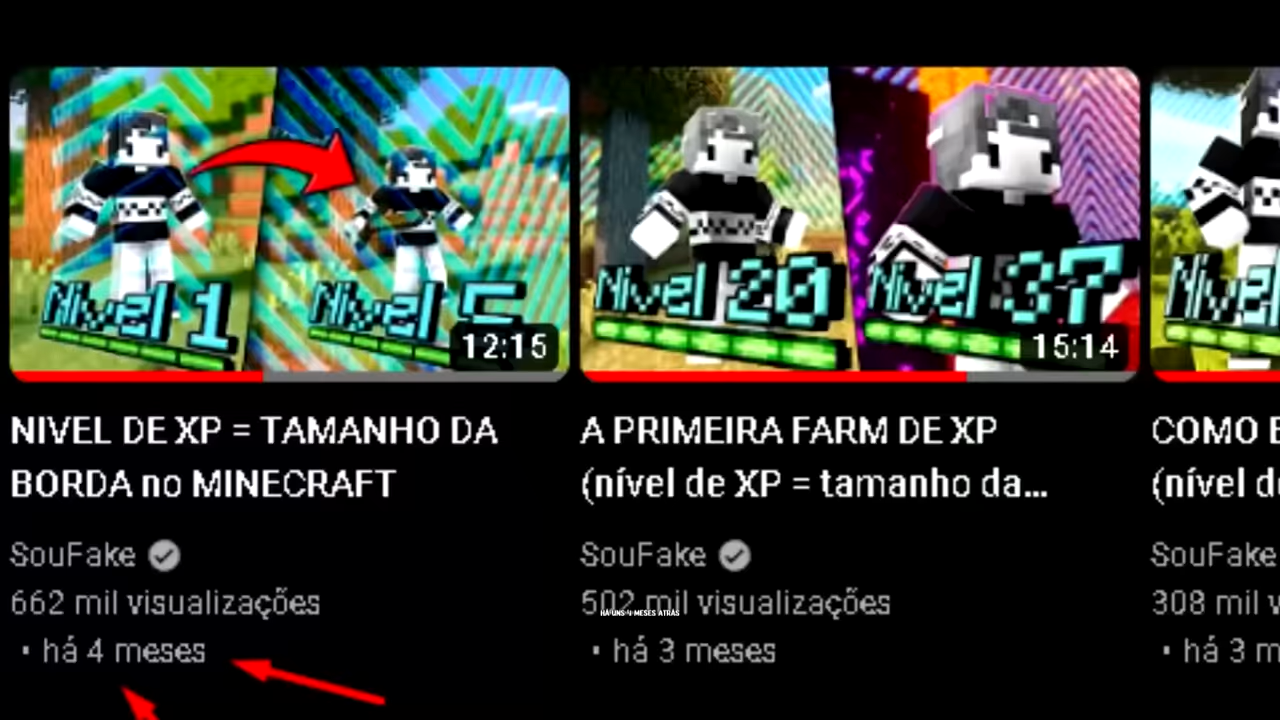 Nivel 1
Nivel 5
12:15
Nivel 20
Nivel 37
15:14
Nivel
NIVEL DE XP = TAMANHO DA
BORDA no MINECRAFT
SouFake
662 mil visualizações
• há 4 meses
A PRIMEIRA FARM DE XP
(nível de XP = tamanho da...
SouFake
502 mil visualizações
HÁ UNS 4 MESES ATRÁS
• há 3 meses
COMO
(nível
SouFake
308 mil
• há 3